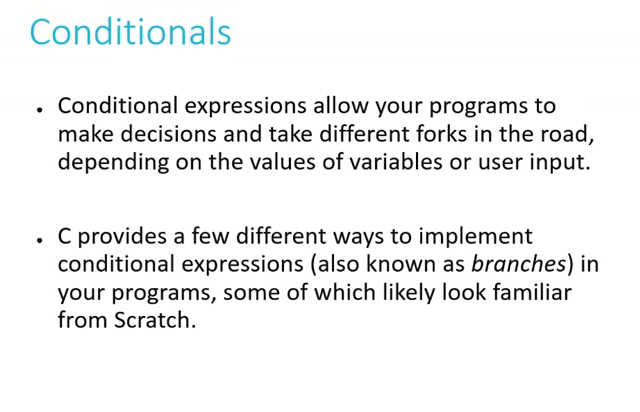 Conditionals
• Conditional expressions allow your programs to
make decisions and take different forks in the road,
depending on the values of variables or user input.
• C provides a few different ways to implement
conditional expressions (also known as branches) in
your programs, some of which likely look familiar
from Scratch.